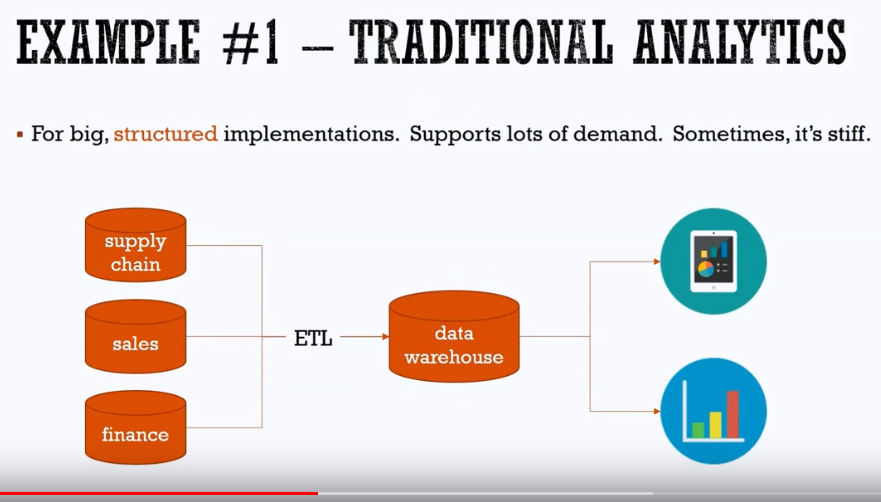 EXAMPLE #1 – TRADITIONAL ANALYTICS
For big, structured implementations. Supports lots of demand. Sometimes, it's stiff.
supply
chain
sales
finance
ETL
data
warehouse